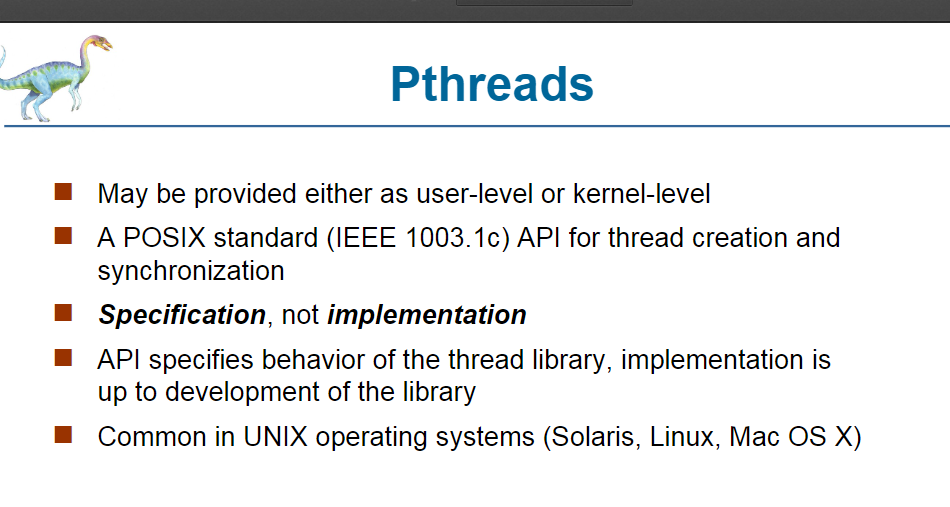 Pthreads
May be provided either as user-level or kernel-level
A POSIX standard (IEEE 1003.1c) API for thread creation and
synchronization
Specification, not implementation
API specifies behavior of the thread library, implementation is
up to development of the library
Common in UNIX operating systems (Solaris, Linux, Mac OS X)